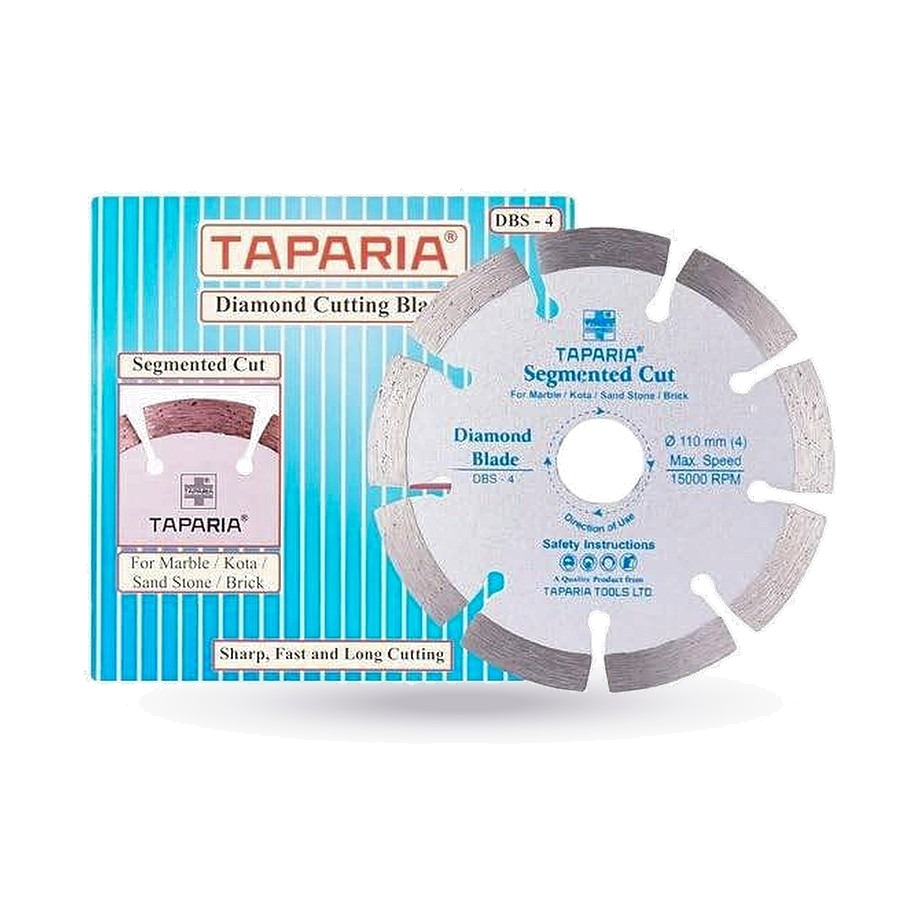 DBS - 4
TAPARIA®
Diamond Cutting Bla
Segmented Cut
TAPARIA
TAPARIA®
For Marble / Kota /
Sand Stone / Brick
Sharp, Fast and Long Cutting
TAPARIA®
Segmented Cut
For Marble / Kota / Sand Stone / Brick
Diamond
Blade
DBS - 4
Ø 110 mm (4)
Max. Speed
15000 RPM
Direction of Use
Safety Instructions
A Quality Product from
TAPARIA TOOLS LTD.